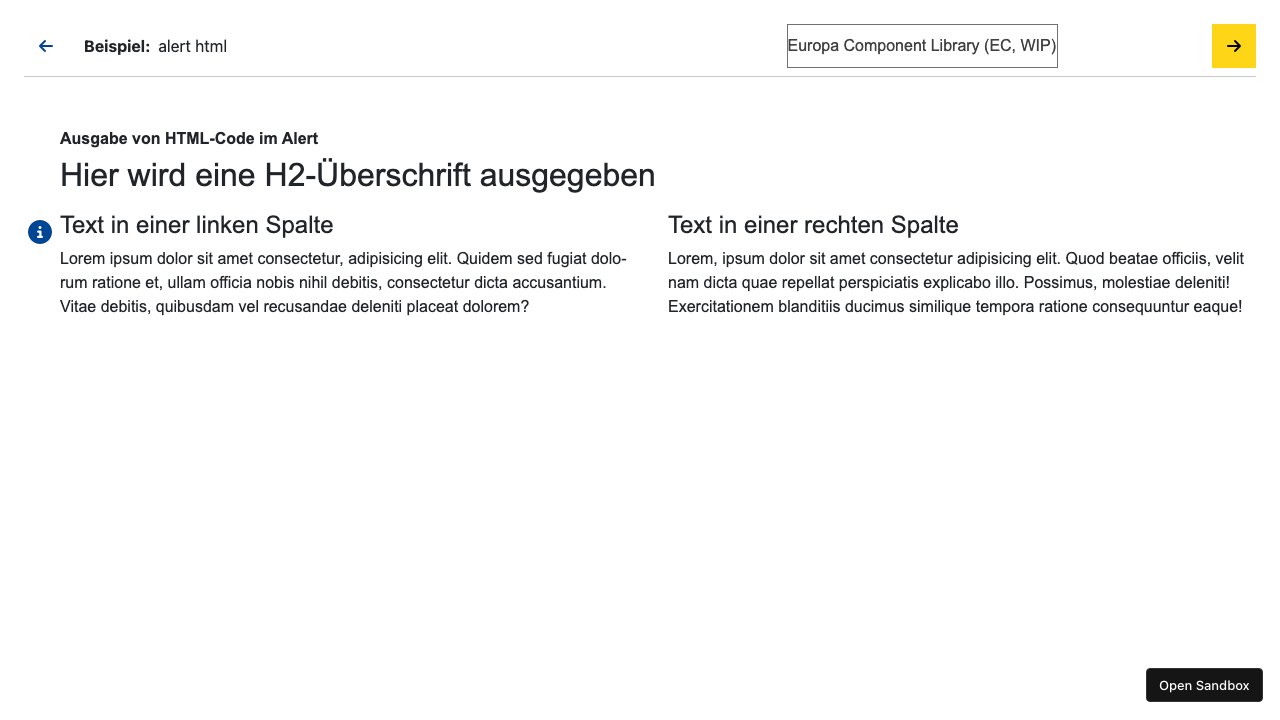 Beispiel: alert html
Europa Component Library (EC, WIP)
Ausgabe von HTML-Code im Alert
Hier wird eine H2-Überschrift ausgegeben
Text in einer linken Spalte
Lorem ipsum dolor sit amet consectetur, adipisicing elit. Quidem sed fugiat dolo-
rum ratione et, ullam officia nobis nihil debitis, consectetur dicta accusantium.
Vitae debitis, quibusdam vel recusandae deleniti placeat dolorem?
Text in einer rechten Spalte
Lorem, ipsum dolor sit amet consectetur adipisicing elit. Quod beatae officiis, velit
nam dicta quae repellat perspiciatis explicabo illo. Possimus, molestiae deleniti!
Exercitationem blanditiis ducimus similique tempora ratione consequuntur eaque!
Open Sandbox